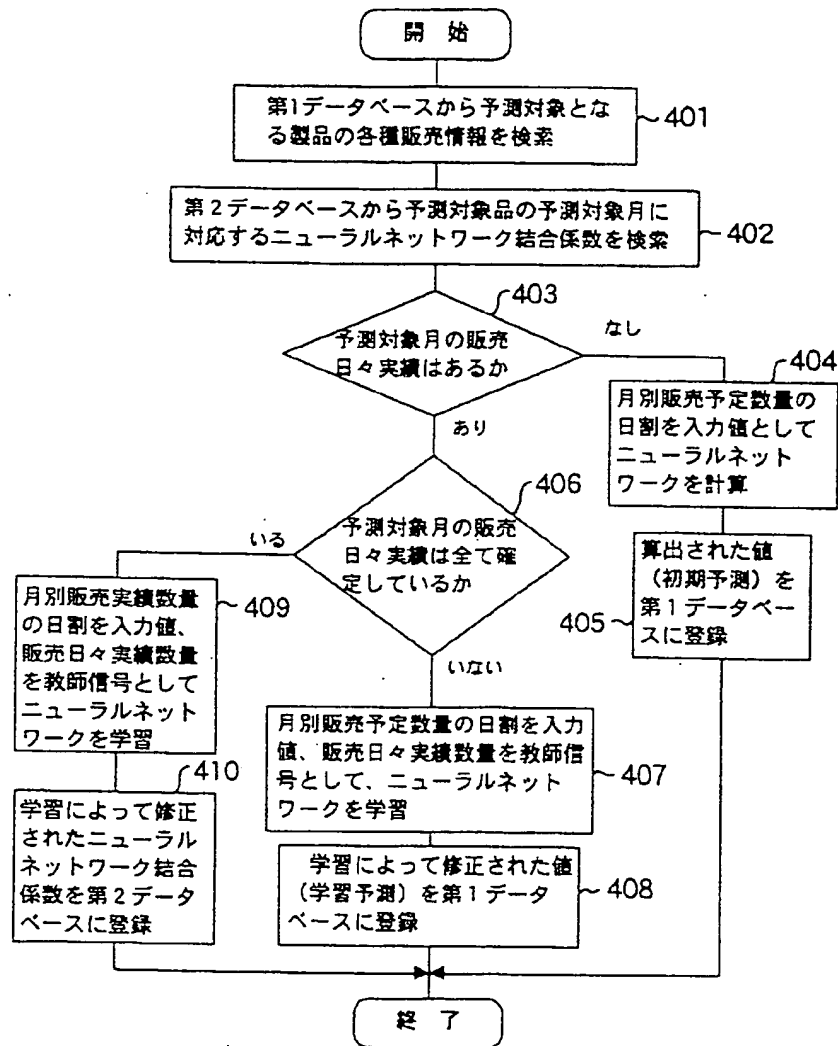 開 始
第1データベースから予測対象とな
る製品の各種販売情報を検索
401
第2データベースから予測対象品の予測対象月に
対応するニューラルネットワーク結合係数を検索
402
403
予測対象月の販売
日々実績はあるか
なし
404
月別販売予定数量の
日割を入力値として
ニューラルネット
ワークを計算
あり
406
予測対象月の販売
日々実績は全て確
定しているか
いる
算出された値
(初期予測)を
第1データベー
スに登録
405
409
月別販売実績数量
の日割を入力値、
販売日々実績数量
を教師信号として
ニューラルネット
ワークを学習
いない
月別販売予定数量の日割を入力
値、販売日々実績数量を教師信
号として、ニューラルネット
ワークを学習
407
410
学習によって修正
されたニューラル
ネットワーク結合
係数を第2データ
ベースに登録
学習によって修正された値
(学習予測)を第1データ
ベースに登録
408
終 了